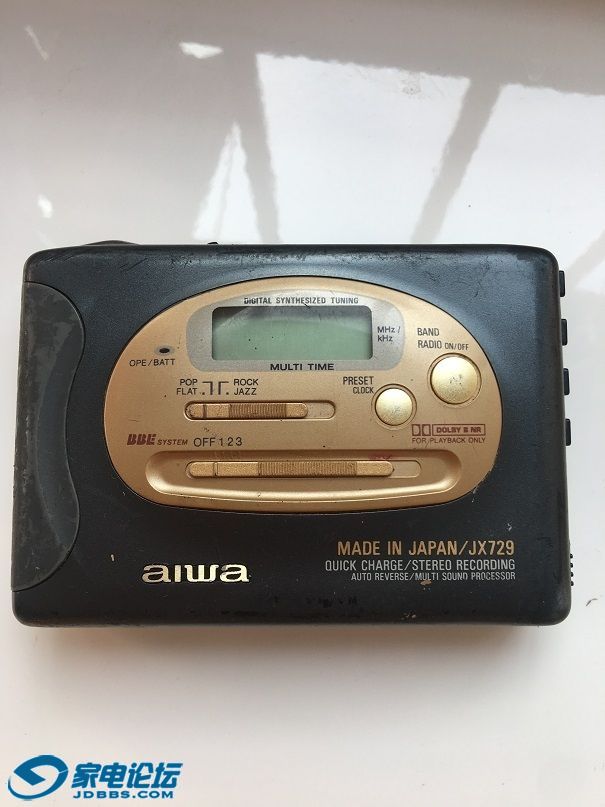 DIGITAL SYNTHESIZED TUNING
MHz/
kHz
MULTI TIME
OPE/BATT
BAND
RADIO ON/OFF
POP ROCK
FLAT JAZZ
PRESET
CLOCK
DOLBY B NR
FOR PLAYBACK ONLY
BBE SYSTEM OFF 1 2 3
MADE IN JAPAN/JX729
QUICK CHARGE/STEREO RECORDING
AUTO REVERSE/MULTI SOUND PROCESSOR
aiwa
家电论坛
JDBBS.COM